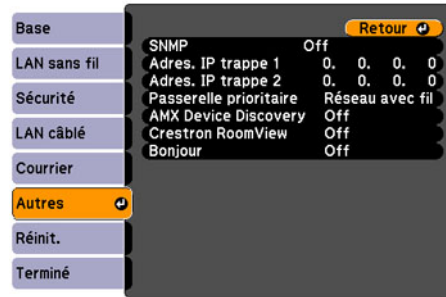 Base
LAN sans fil
Sécurité
LAN câblé
Courrier
Autres
Réinit.
Terminé
Retour
SNMP Off
Adres. IP trappe 1 0. 0. 0. 0
Adres. IP trappe 2 0. 0. 0. 0
Passerelle prioritaire Réseau avec fil
AMX Device Discovery Off
Crestron RoomView Off
Bonjour Off